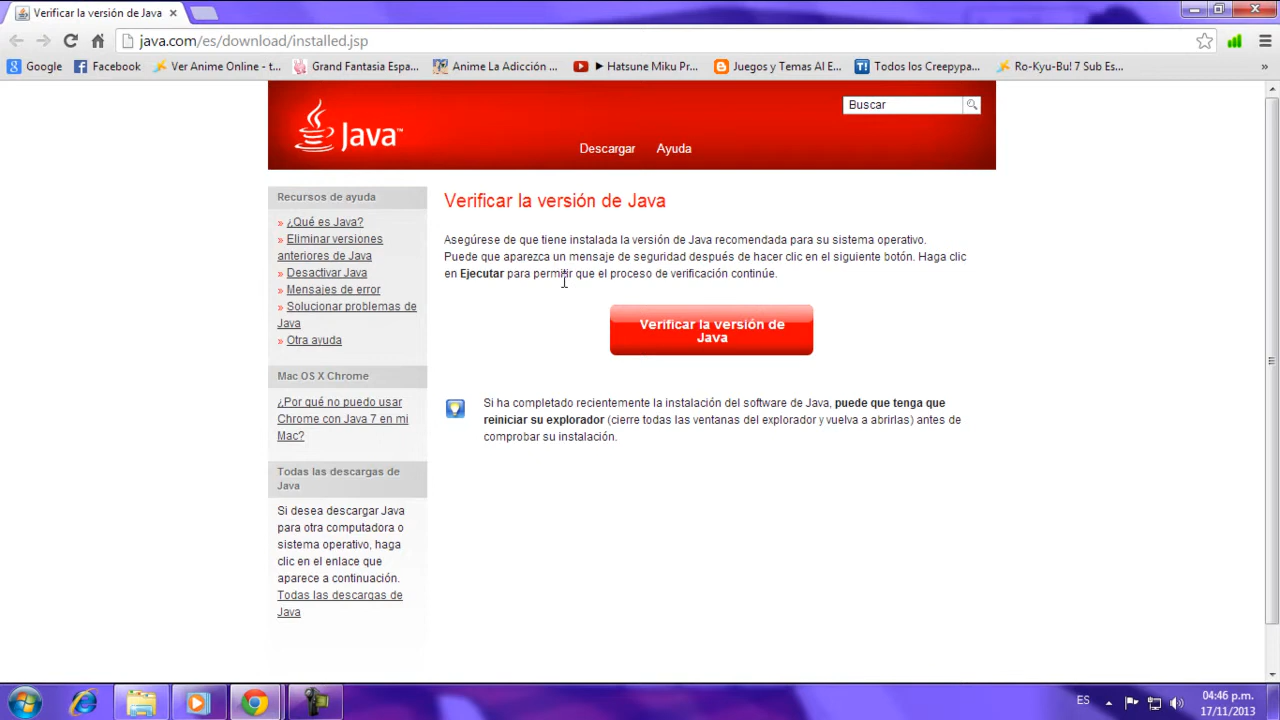 Verificar la versión de Java
java.com/es/download/installed.jsp
Google Facebook Ver Anime Online - t... Grand Fantasia Espa... Anime La Adicción ... ► Hatsune Miku Pr... Juegos y Temas Al E... Todos los Creepypa... Ro-Kyu-Bu! 7 Sub Es... »
Java™
Buscar
Descargar Ayuda
Recursos de ayuda
» ¿Qué es Java?
» Eliminar versiones
anteriores de Java
» Desactivar Java
» Mensajes de error
» Solucionar problemas de
Java
» Otra ayuda
Mac OS X Chrome
¿Por qué no puedo usar
Chrome con Java 7 en mi
Mac?
Todas las descargas de
Java
Si desea descargar Java
para otra computadora o
sistema operativo, haga
clic en el enlace que
aparece a continuación.
Todas las descargas de
Java
Verificar la versión de Java
Asegúrese de que tiene instalada la versión de Java recomendada para su sistema operativo.
Puede que aparezca un mensaje de seguridad después de hacer clic en el siguiente botón. Haga clic
en Ejecutar para permitir que el proceso de verificación continúe.
Verificar la versión de
Java
Si ha completado recientemente la instalación del software de Java, puede que tenga que
reiniciar su explorador (cierre todas las ventanas del explorador y vuelva a abrirlas) antes de
comprobar su instalación.
ES
04:46 p.m.
17/11/2013